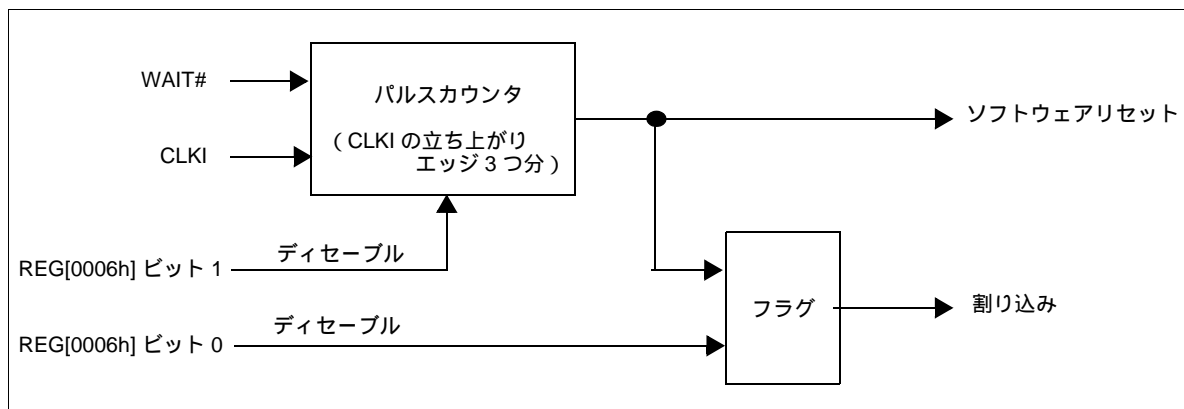 WAIT#
パルスカウンタ
ソフトウェアリセット
( CLKI の立ち上がり
エッジ 3 つ分 )
CLKI
REG[0006h] ビット 1
ディセーブル
フラグ
割り込み
REG[0006h] ビット 0
ディセーブル